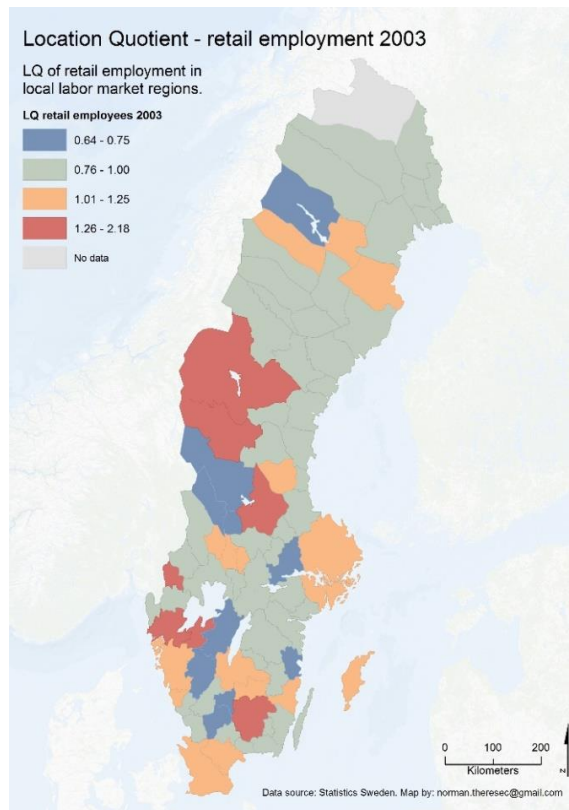 Location Quotient - retail employment 2003
LQ of retail employment in
local labor market regions.
LQ retail employees 2003
0.64 - 0.75
0.76 - 1.00
1.01 - 1.25
1.26 - 2.18
No data
0 100 200
Kilometers
N
Data source: Statistics Sweden. Map by: norman.theresec@gmail.com